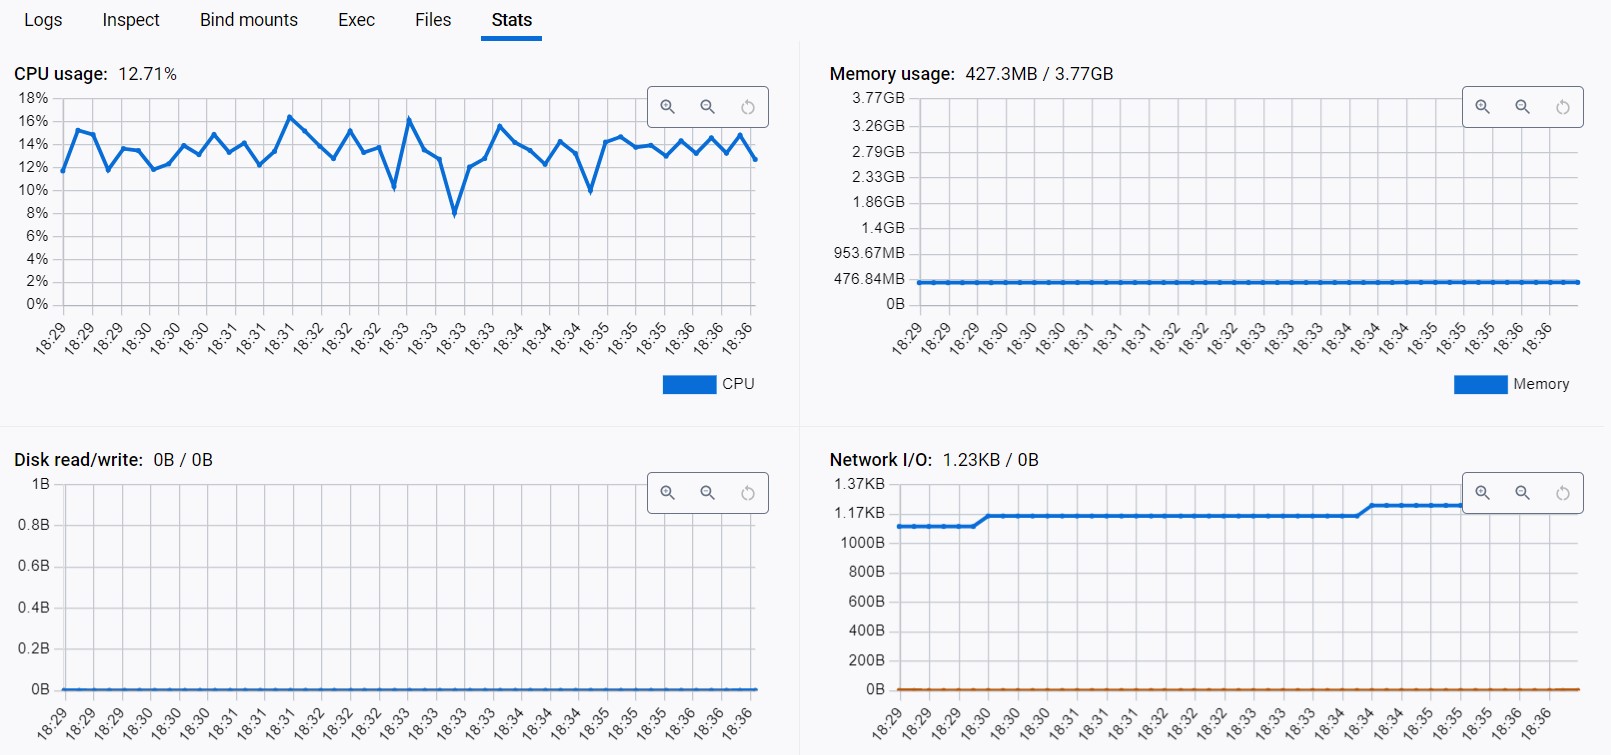 Logs Inspect Bind mounts Exec Files Stats
CPU usage: 12.71%
18%
16%
14%
12%
10%
8%
6%
4%
2%
0%
18:29 18:29 18:29 18:30 18:30 18:30 18:31 18:31 18:31 18:32 18:32 18:32 18:33 18:33 18:33 18:33 18:34 18:34 18:34 18:35 18:35 18:35 18:36 18:36 18:36
CPU
Memory usage: 427.3MB / 3.77GB
3.77GB
3.26GB
2.79GB
2.33GB
1.86GB
1.4GB
953.67MB
476.84MB
0B
18:29 18:29 18:29 18:30 18:30 18:30 18:31 18:31 18:31 18:32 18:32 18:32 18:33 18:33 18:33 18:34 18:34 18:34 18:35 18:35 18:35 18:36 18:36
Memory
Disk read/write: 0B / 0B
1B
0.8B
0.6B
0.4B
0.2B
0B
18:29 18:29 18:29 18:30 18:30 18:30 18:31 18:31 18:31 18:32 18:32 18:32 18:33 18:33 18:33 18:33 18:34 18:34 18:34 18:35 18:35 18:35 18:36 18:36 18:36
Network I/O: 1.23KB / 0B
1.37KB
1.17KB
1000B
800B
600B
400B
200B
0B
18:29 18:29 18:29 18:30 18:30 18:30 18:31 18:31 18:31 18:32 18:32 18:32 18:33 18:33 18:33 18:34 18:34 18:34 18:35 18:35 18:35 18:36 18:36